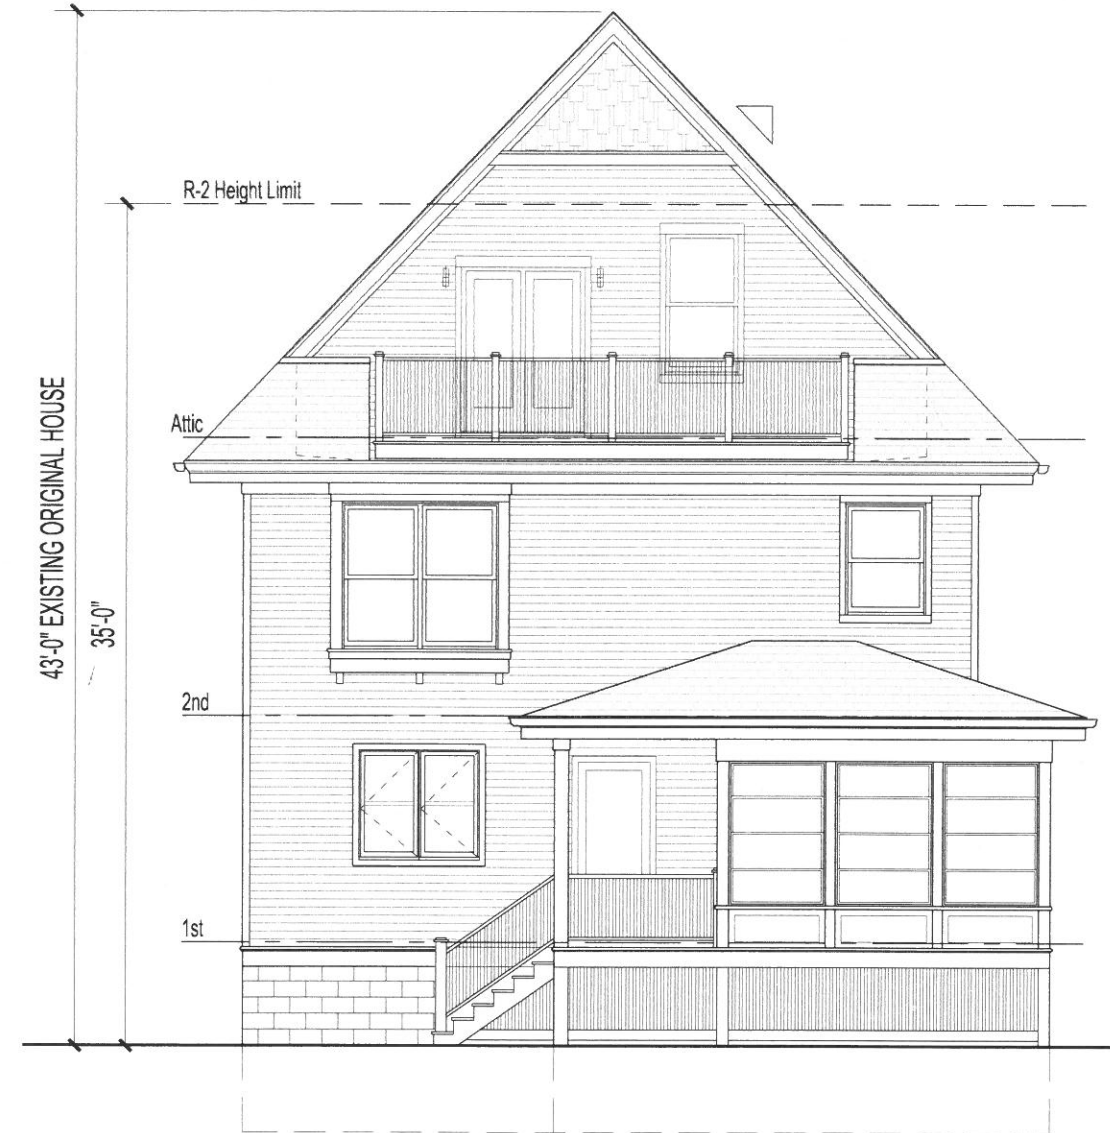 R-2 Height Limit
Attic
43'-0" EXISTING ORIGINAL HOUSE
35'-0"
2nd
1st